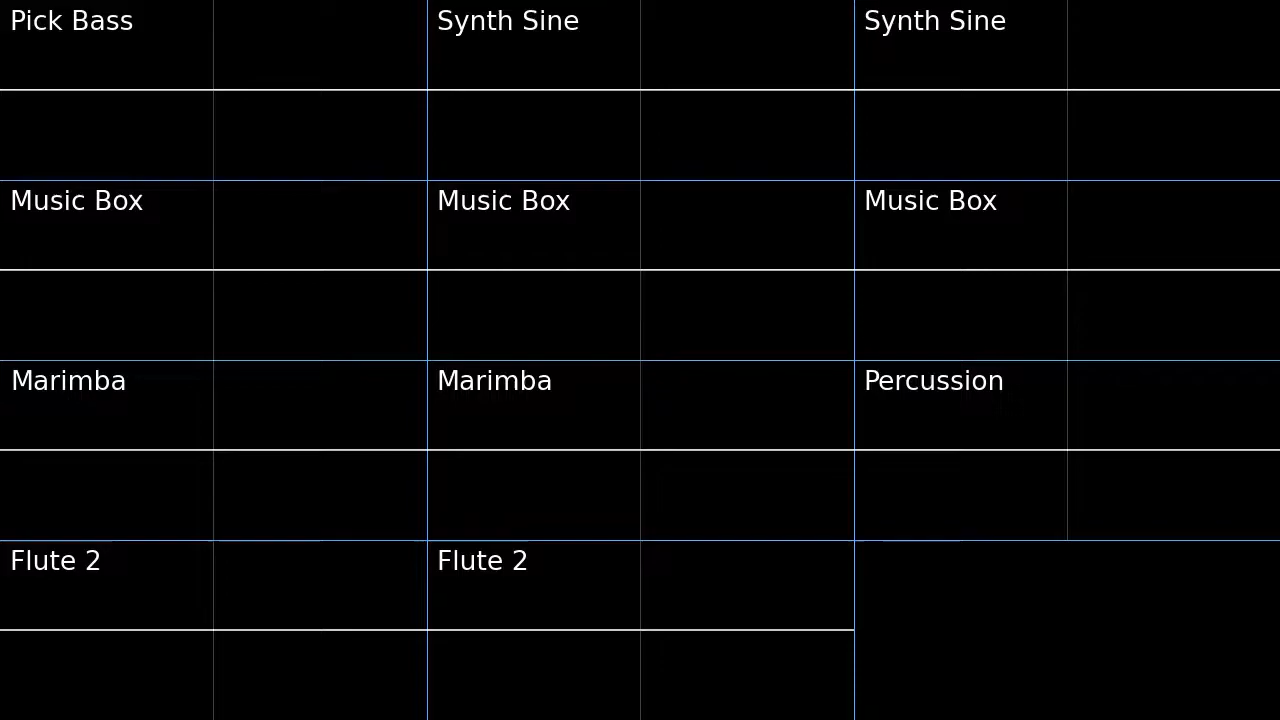 Pick Bass
Synth Sine
Synth Sine
Music Box
Music Box
Music Box
Marimba
Marimba
Percussion
Flute 2
Flute 2